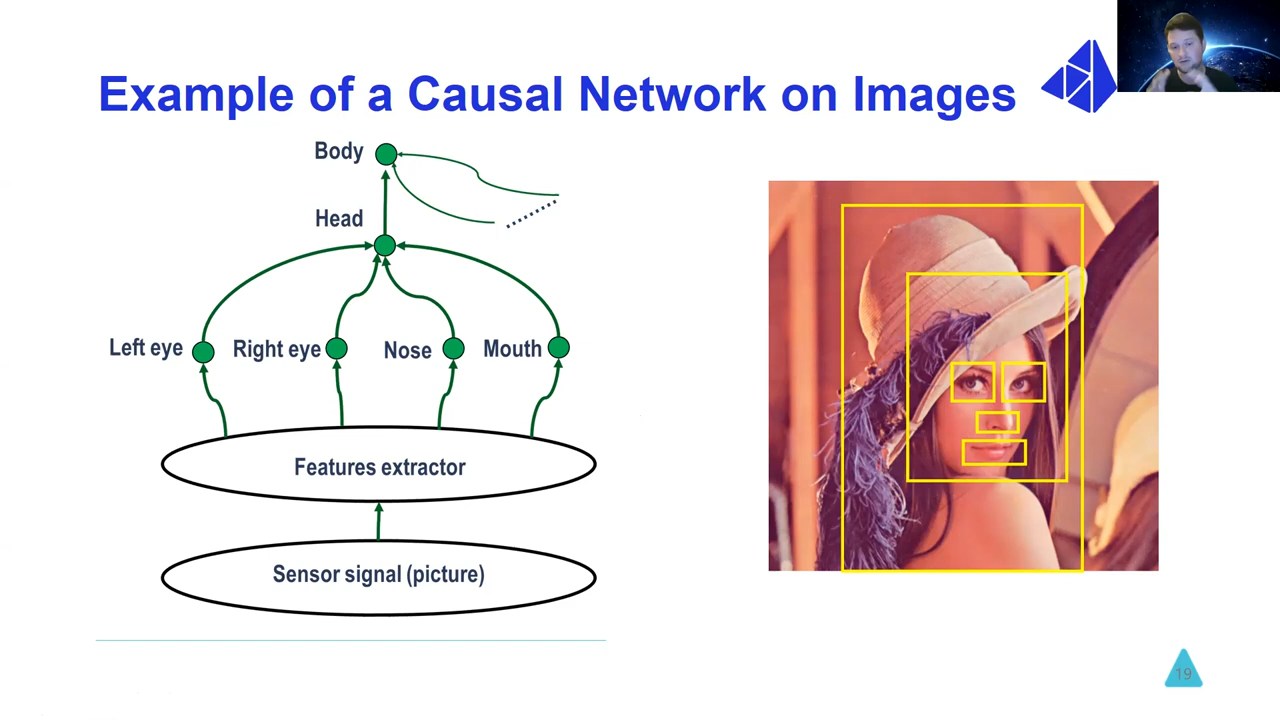 Example of a Causal Network on Images
Body
Head
Left eye
Right eye
Nose
Mouth
Features extractor
Sensor signal (picture)
19